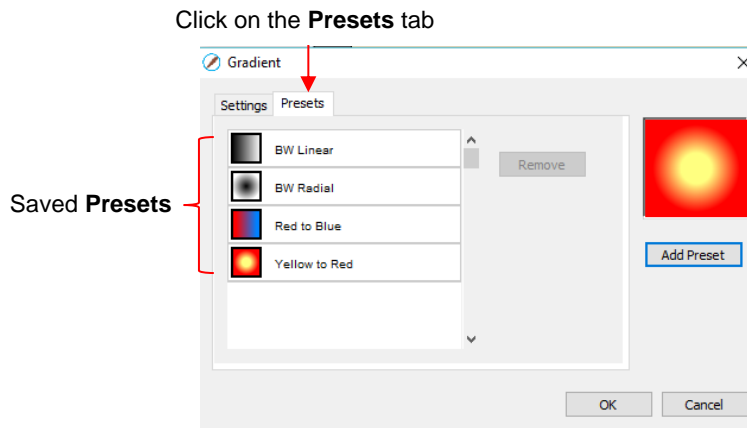 Click on the Presets tab
Gradient
Settings Presets
BW Linear
Remove
BW Radial
Saved Presets
Red to Blue
Yellow to Red
Add Preset
OK Cancel